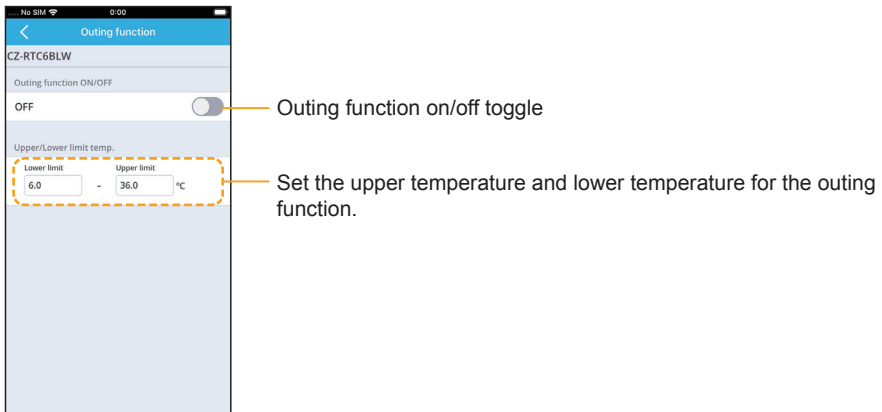 .... No SIM 0:00
Outing function
CZ-RTC6BLW
Outing function ON/OFF
OFF
Outing function on/off toggle
Upper/Lower limit temp.
Lower limit Upper limit
6.0 - 36.0 °C
Set the upper temperature and lower temperature for the outing
function.